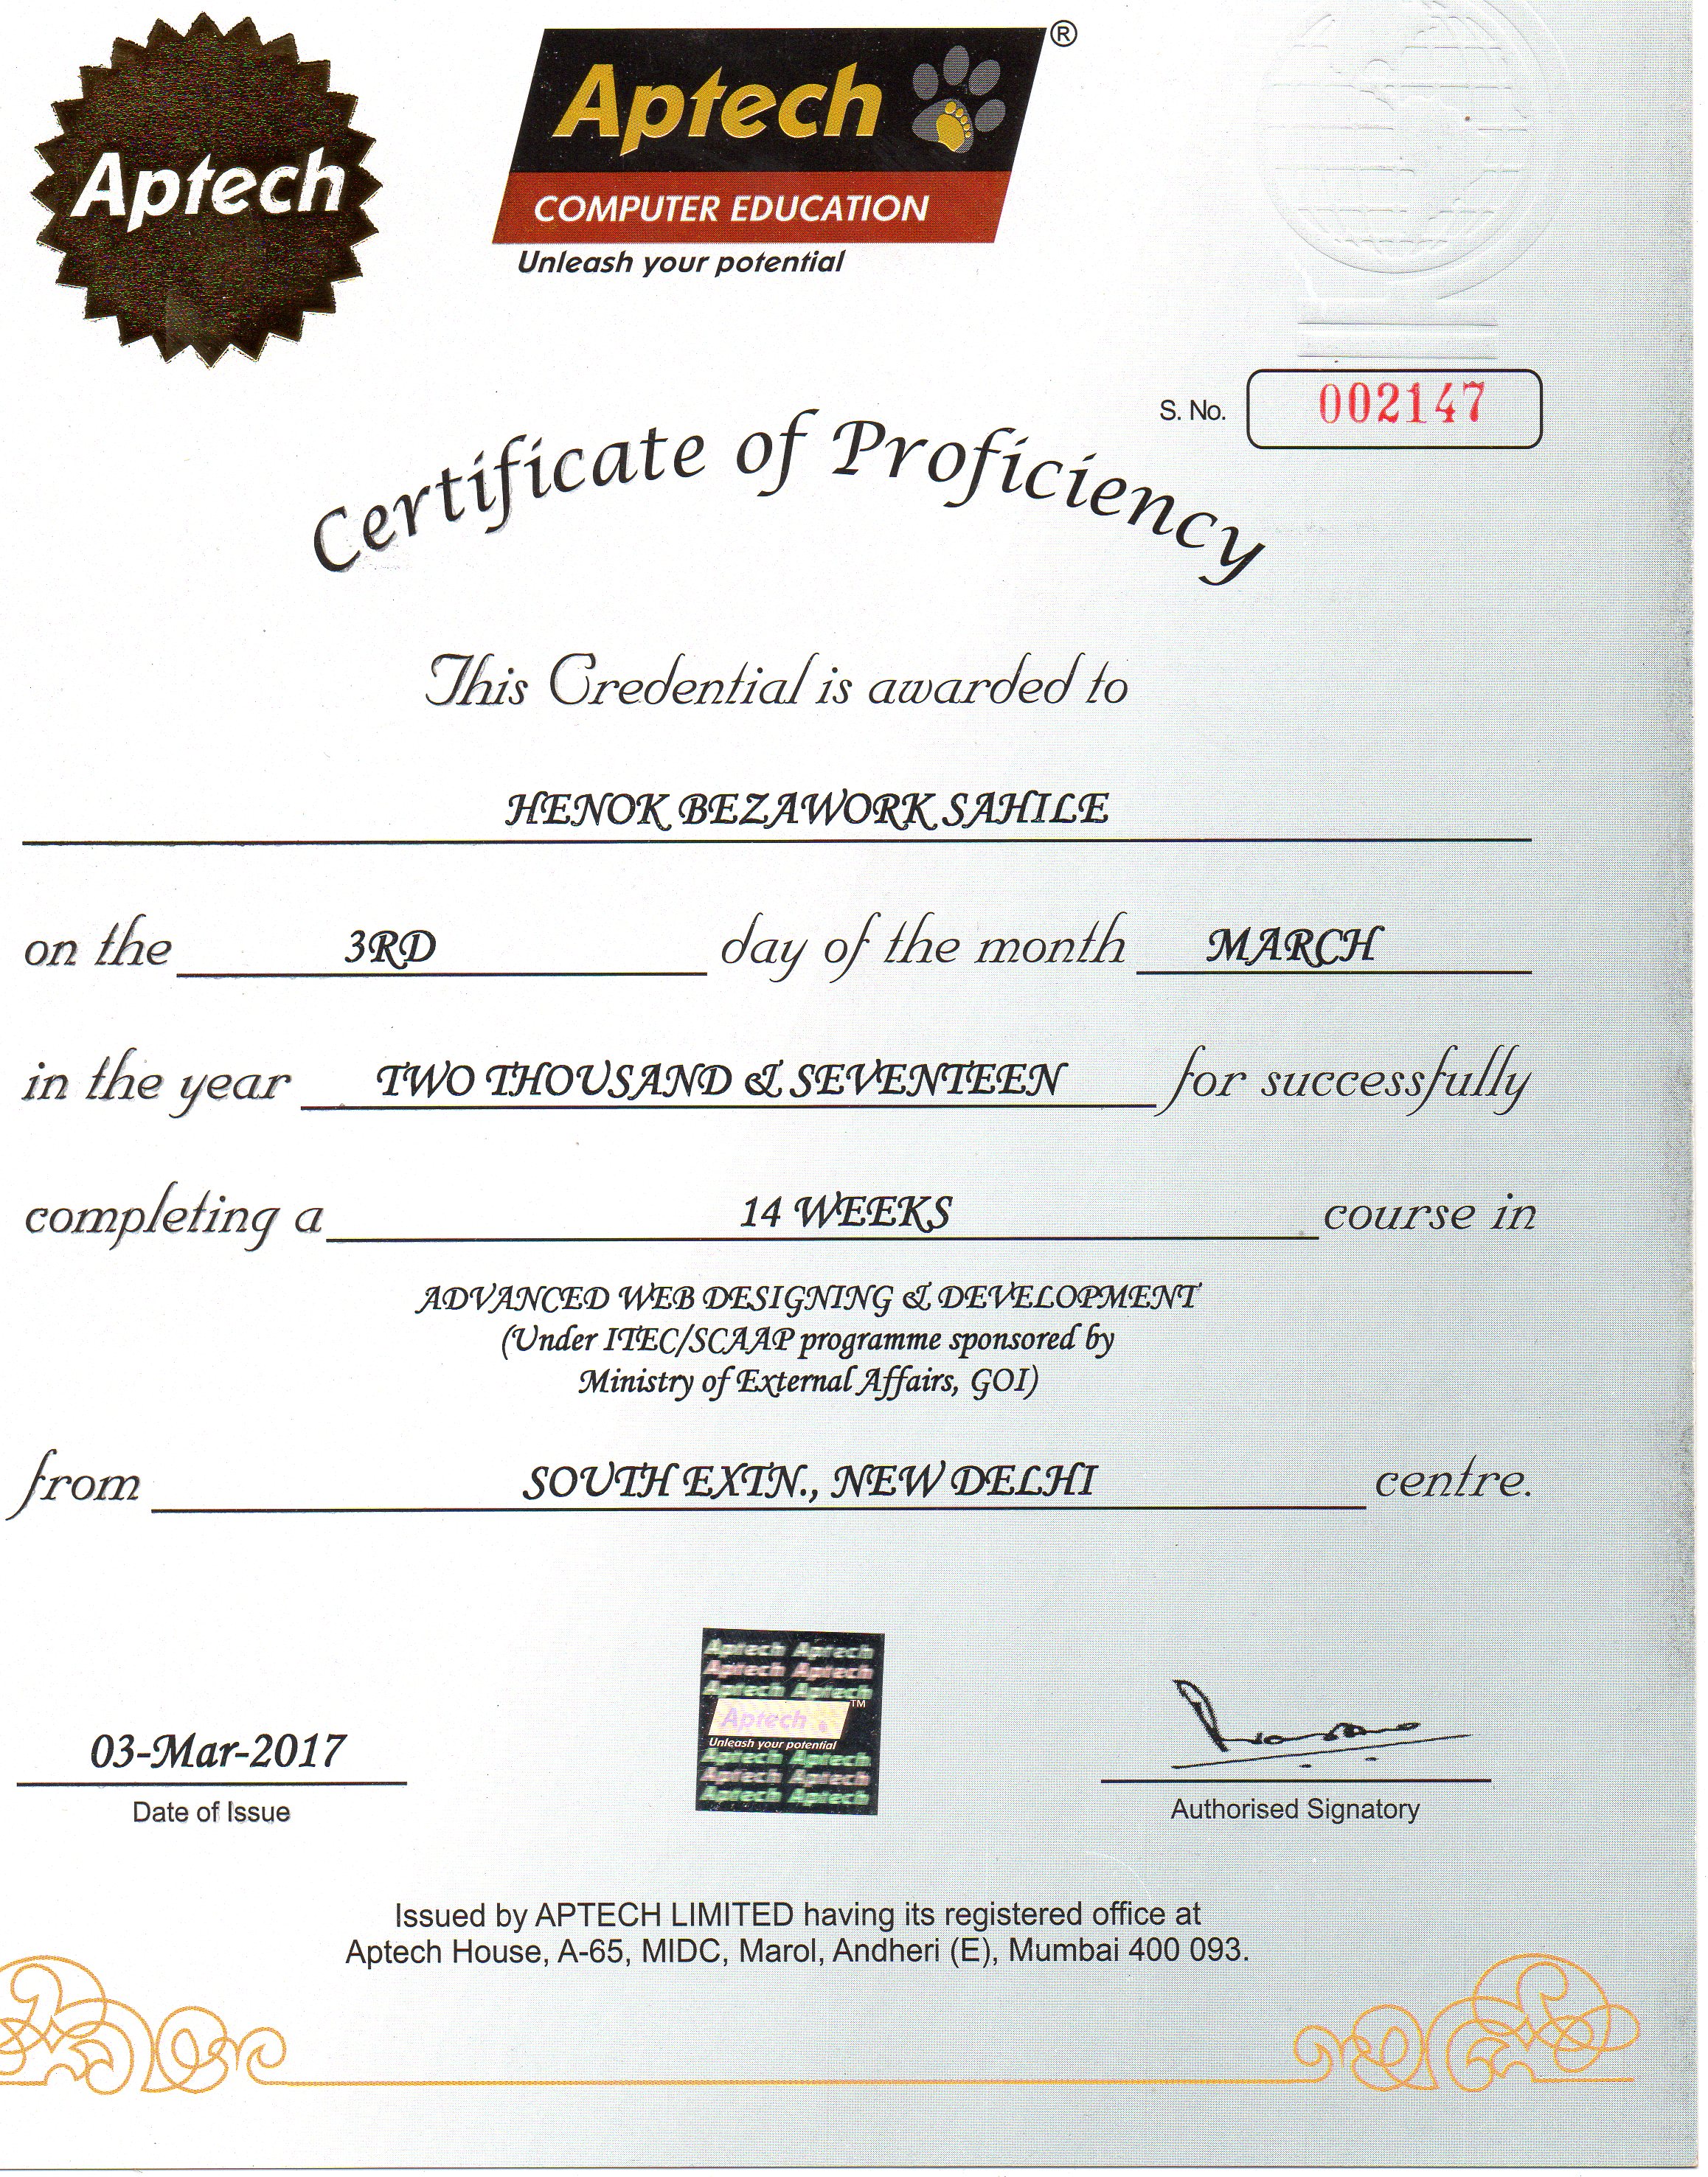 Aptech
Aptech ®
COMPUTER EDUCATION
Unleash your potential
S. No. 002147
Certificate of Proficiency
This Credential is awarded to
HENOK BEZAWORK SAHILE
on the 3RD day of the month MARCH
in the year TWO THOUSAND & SEVENTEEN for successfully
completing a 14 WEEKS course in
ADVANCED WEB DESIGNING & DEVELOPMENT
(Under ITEC/SCAAP programme sponsored by
Ministry of External Affairs, GOI)
from SOUTH EXTN., NEW DELHI centre.
Aptech Aptech
Aptech Aptech
Aptech Aptech
Aptech ™
Unleash your potential
Aptech Aptech
Aptech Aptech
Aptech Aptech
03-Mar-2017
Date of Issue
Authorised Signatory
Issued by APTECH LIMITED having its registered office at
Aptech House, A-65, MIDC, Marol, Andheri (E), Mumbai 400 093.